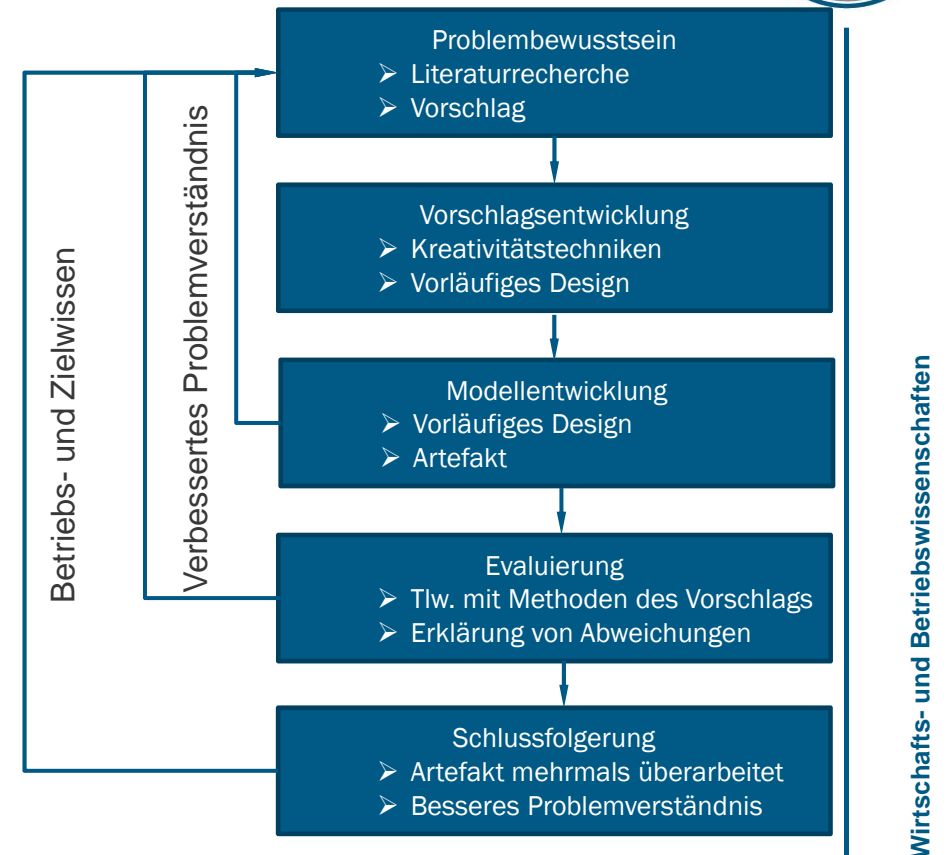 Problembewusstsein
➢ Literaturrecherche
➢ Vorschlag
Vorschlagsentwicklung
➢ Kreativitätstechniken
➢ Vorläufiges Design
Modellentwicklung
➢ Vorläufiges Design
➢ Artefakt
Evaluierung
➢ Tlw. mit Methoden des Vorschlags
➢ Erklärung von Abweichungen
Schlussfolgerung
➢ Artefakt mehrmals überarbeitet
➢ Besseres Problemverständnis
Betriebs- und Zielwissen
Verbessertes Problemverständnis
Wirtschafts- und Betriebswissenschaften